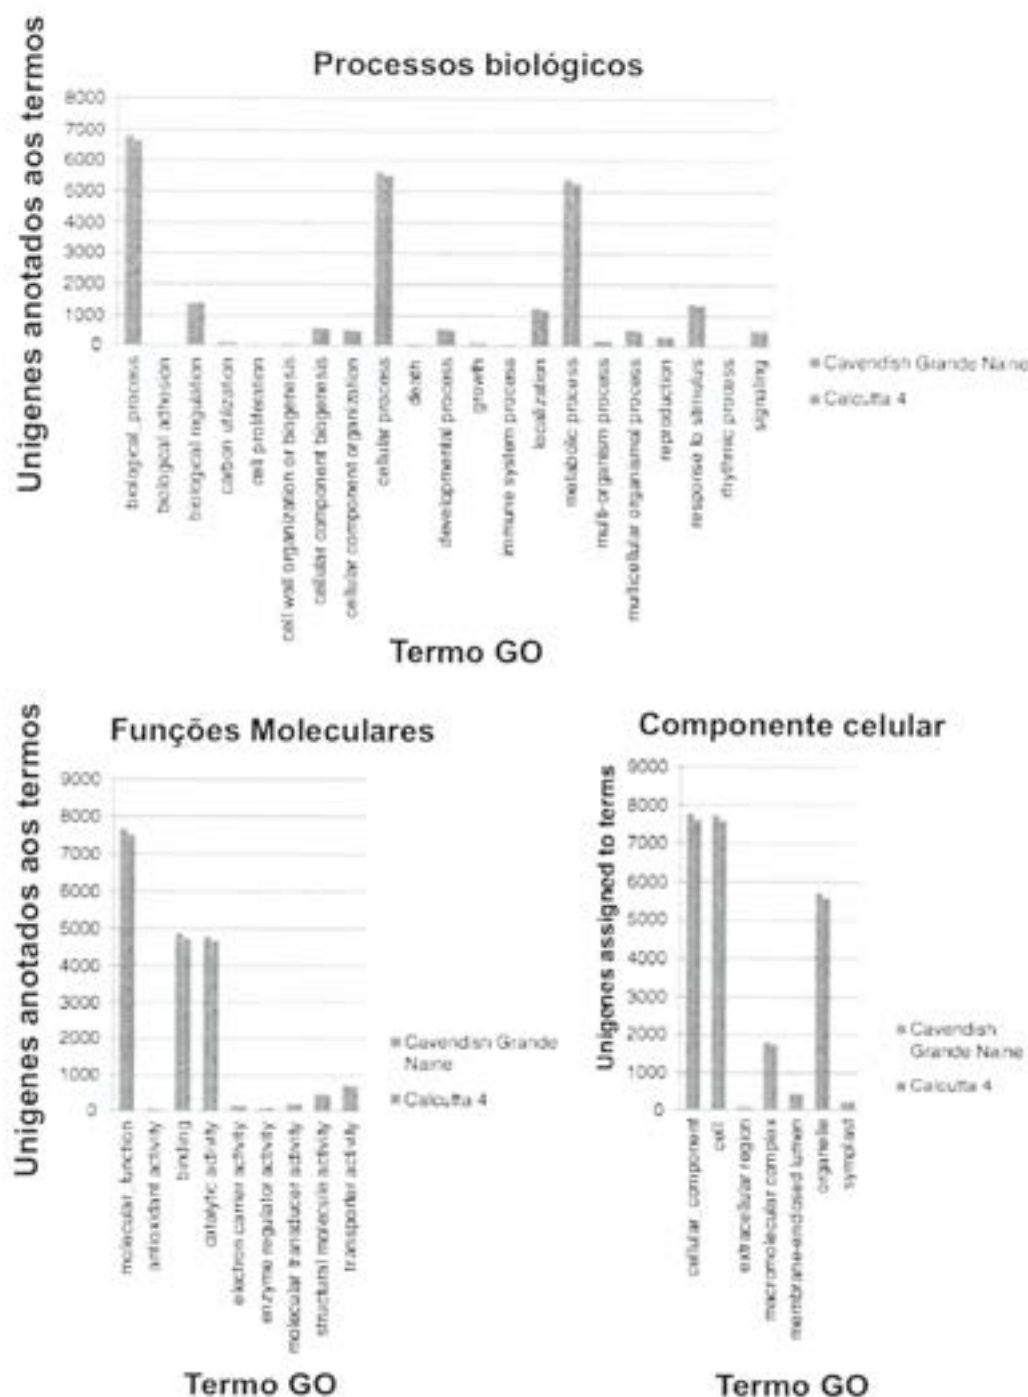 Processos biológicos
Unigenes anotados aos termos
8000
7000
6000
5000
4000
3000
2000
1000
0
biological_process
biological adhesion
biological regulation
carbon utilization
cell proliferation
cell wall organization or biogenesis
cellular component biogenesis
cellular component organization
cellular process
death
developmental process
growth
immune system process
localization
metabolic process
multi-organism process
multicellular organismal process
reproduction
response to stimulus
rhythmic process
signaling
Cavendish Grande Naine
Calcutta 4
Termo GO
Funções Moleculares
Unigenes anotados aos termos
9000
8000
7000
6000
5000
4000
3000
2000
1000
0
molecular_function
antioxidant activity
binding
catalytic activity
electron carrier activity
enzyme regulator activity
molecular transducer activity
structural molecule activity
transporter activity
Cavendish Grande
Naine
Calcutta 4
Termo GO
Componente celular
Unigenes assigned to terms
9000
8000
7000
6000
5000
4000
3000
2000
1000
0
cellular_component
cell
extracellular region
macromolecular complex
membrane-enclosed lumen
organelle
symplast
Cavendish
Grande Naine
Calcutta 4
Termo GO